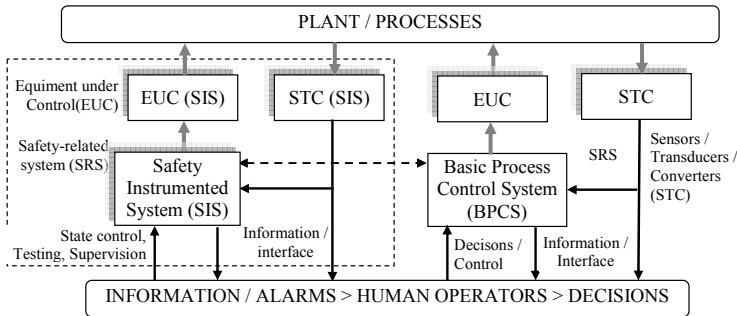 PLANT / PROCESSES
Equiment under
Control(EUC)
EUC (SIS)
STC (SIS)
EUC
STC
Safety-related
system (SRS)
Safety
Instrumented
System (SIS)
Basic Process
Control System
(BPCS)
SRS
Sensors /
Transducers /
Converters
(STC)
State control,
Testing, Supervision
Information /
interface
Decisons /
Control
Information /
Interface
INFORMATION / ALARMS > HUMAN OPERATORS > DECISIONS